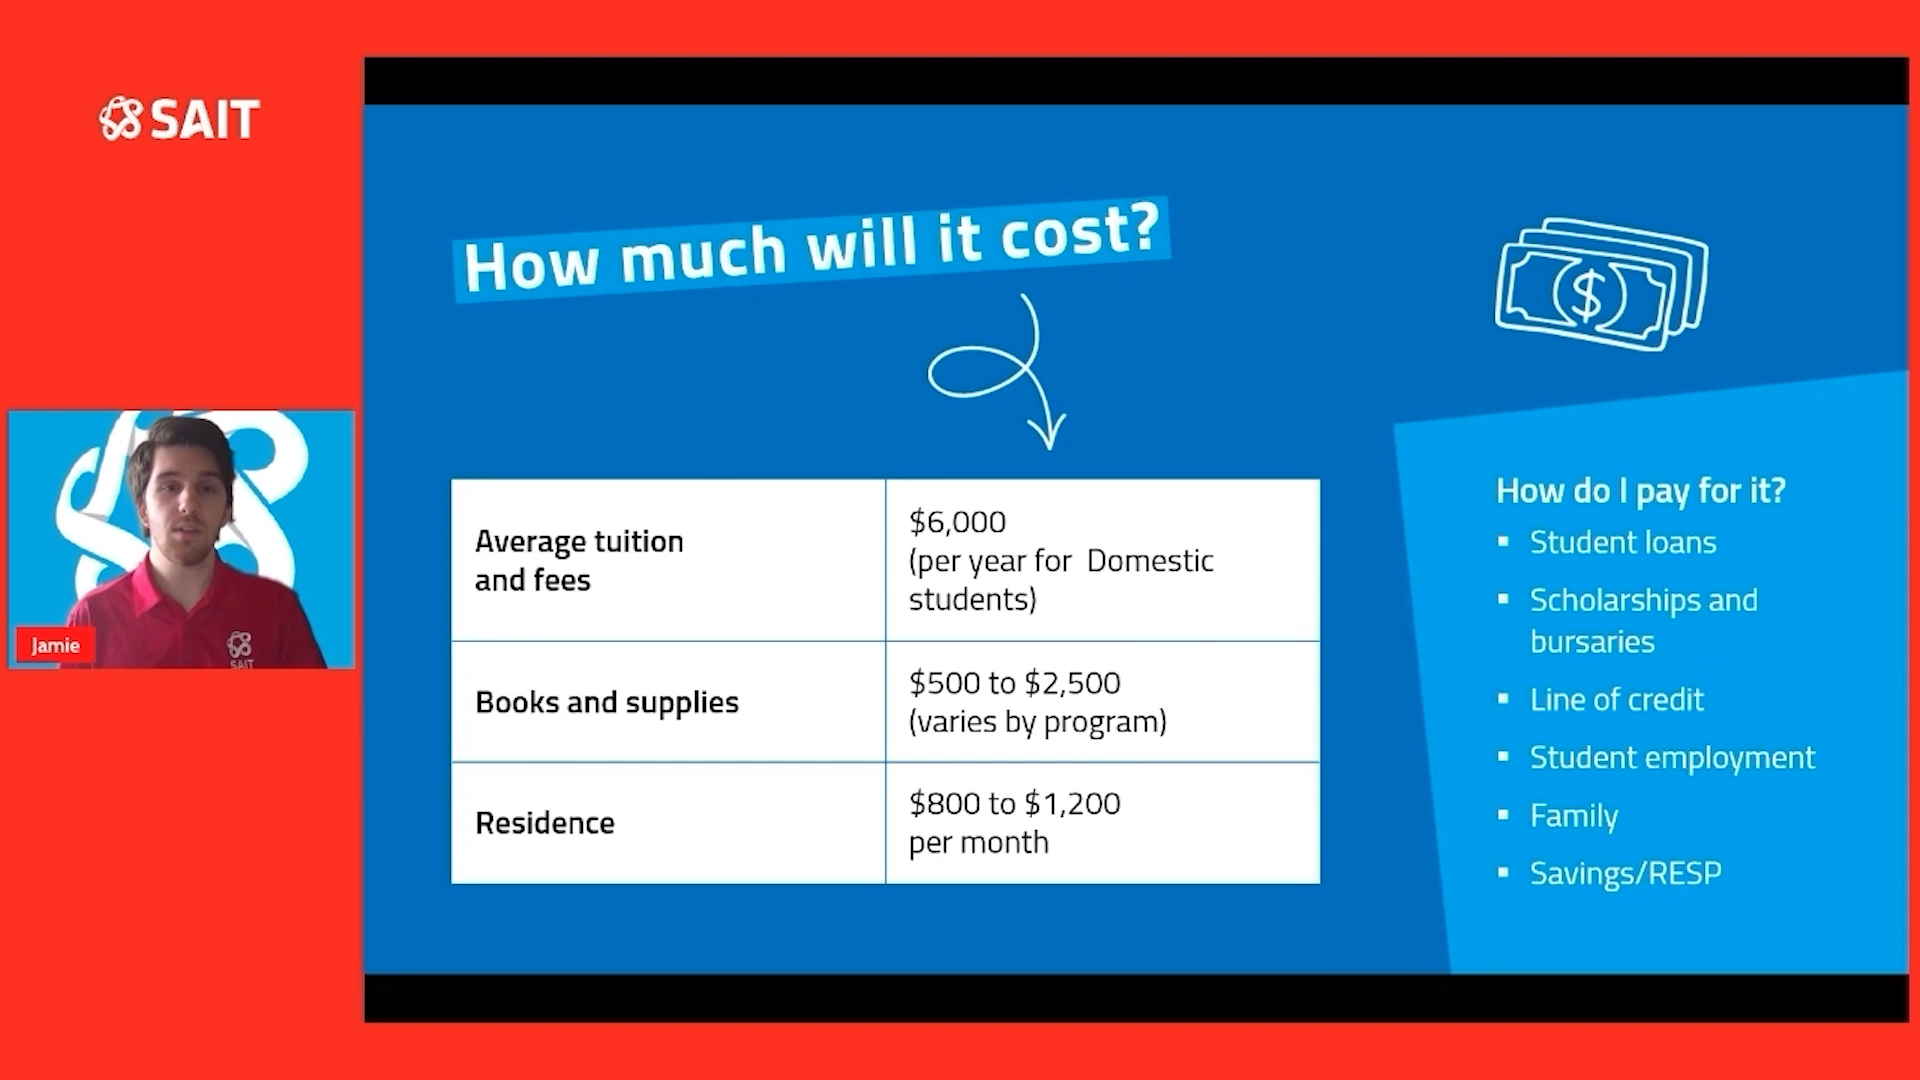 SAIT
How much will it cost?
$
Average tuition
and fees
$6,000
(per year for Domestic
students)
Books and supplies
$500 to $2,500
(varies by program)
Residence
$800 to $1,200
per month
How do I pay for it?
▪ Student loans
▪ Scholarships and
bursaries
▪ Line of credit
▪ Student employment
▪ Family
▪ Savings/RESP
Jamie
SAIT